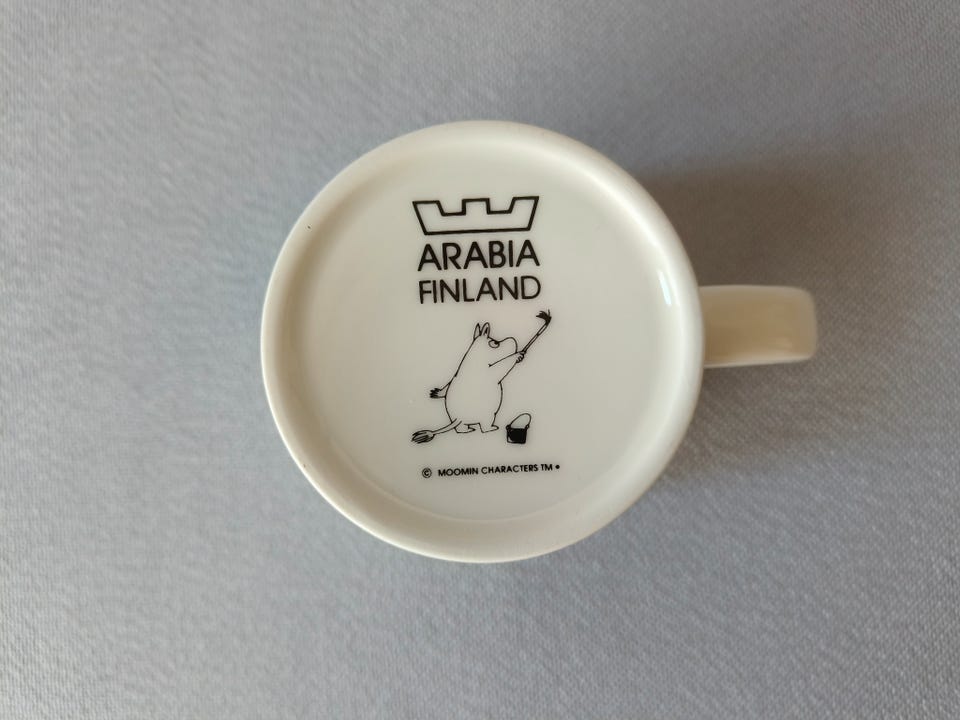 ARABIA
FINLAND
© MOOMIN CHARACTERS TM •